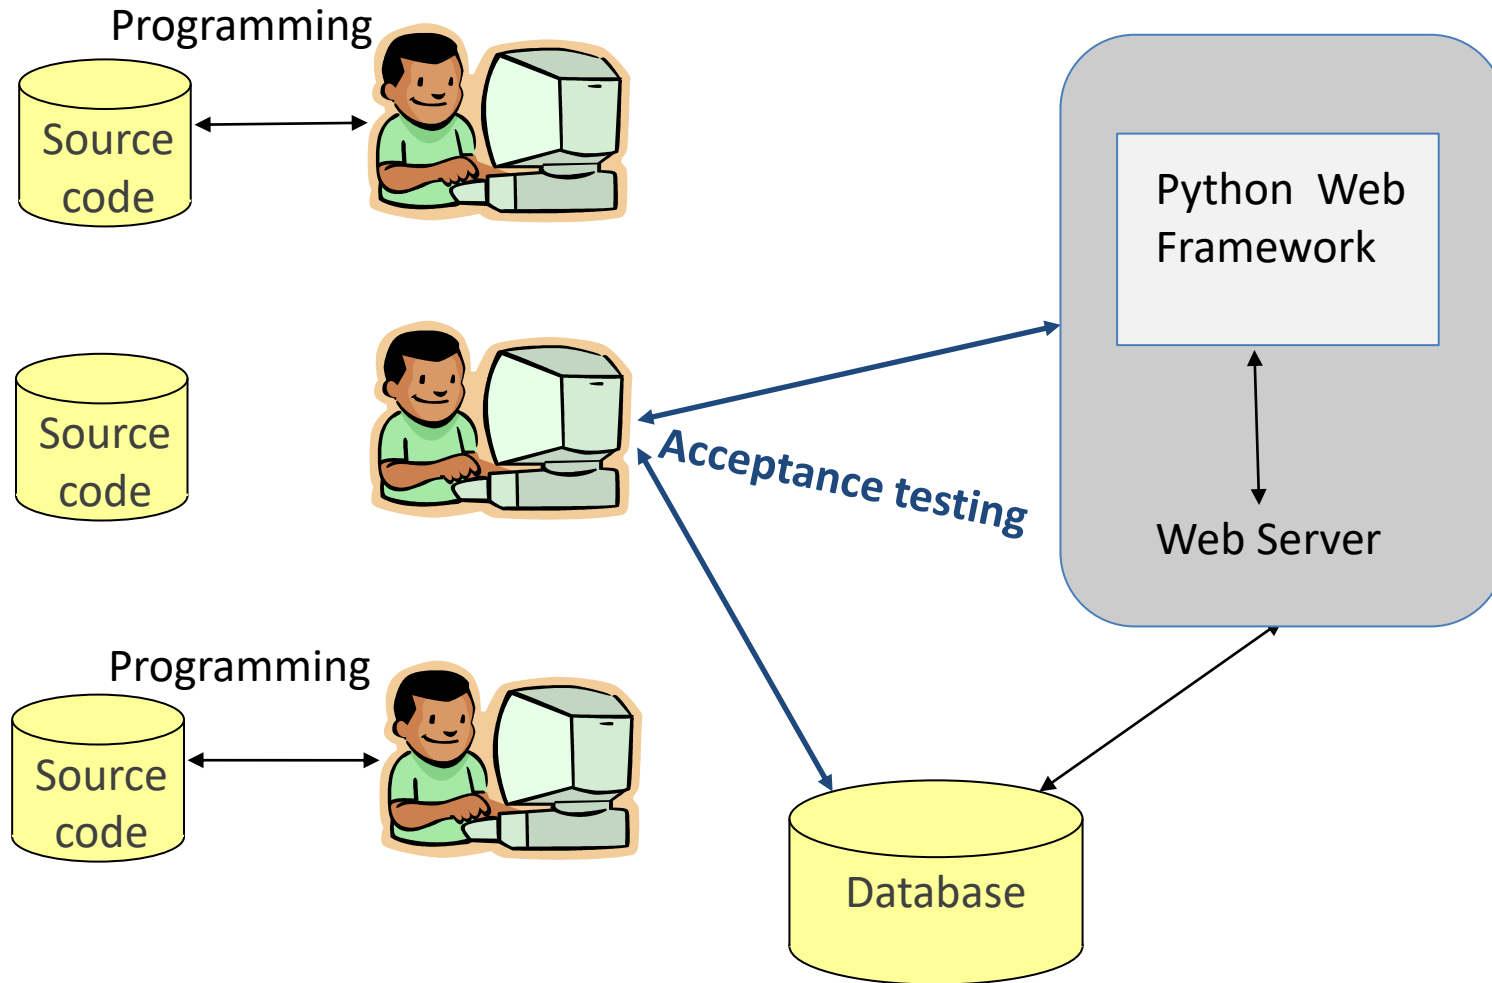 Programming
Source
code
Python Web
Framework
Source
code
Acceptance testing
Web Server
Programming
Source
code
Database